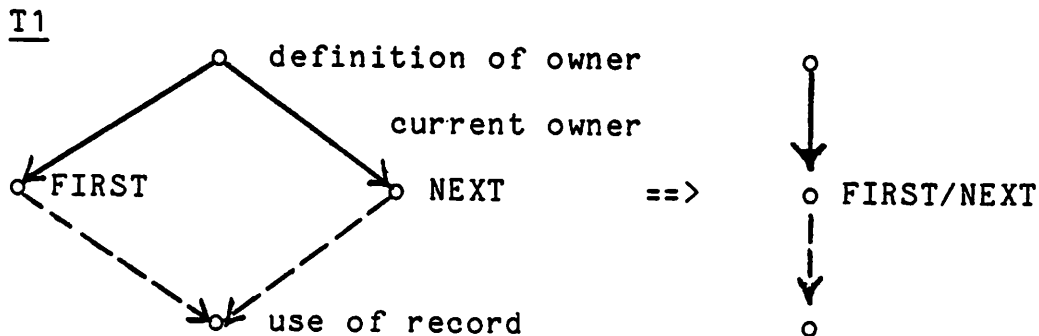 T1
definition of owner
current owner
FIRST NEXT ==> FIRST/NEXT
use of record